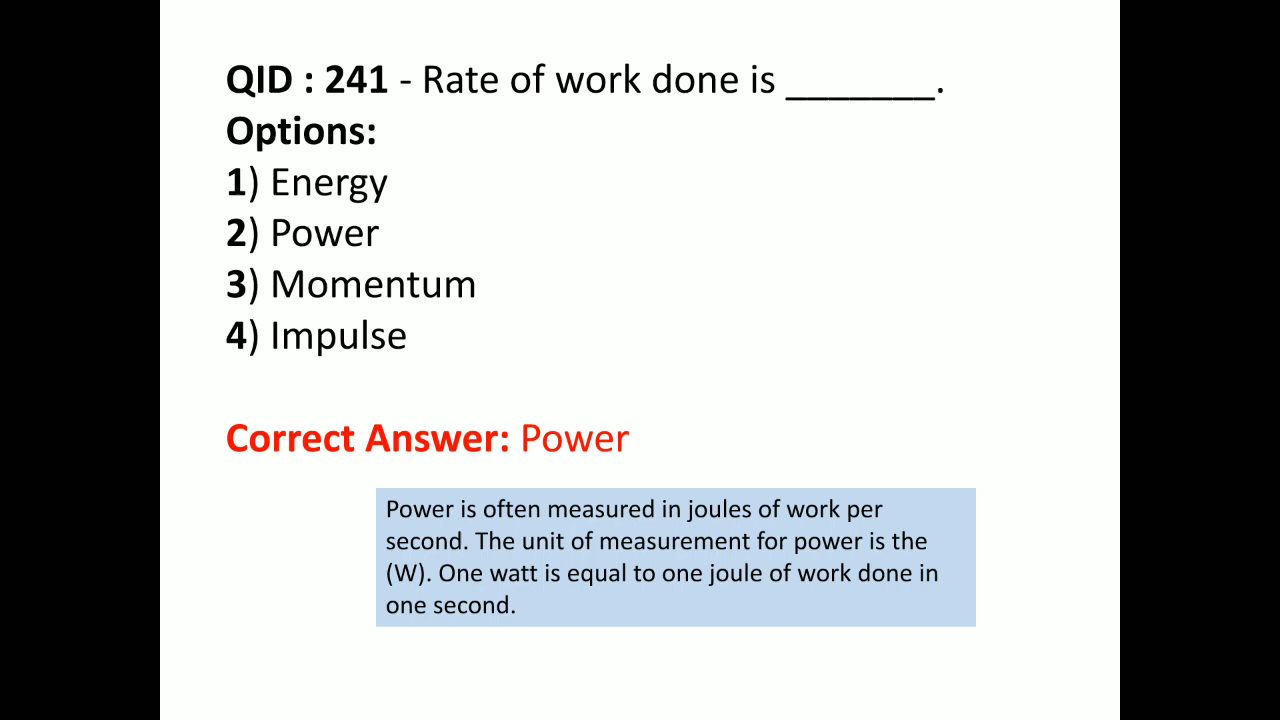 QID : 241 - Rate of work done is _______.
Options:
1) Energy
2) Power
3) Momentum
4) Impulse
Correct Answer: Power
Power is often measured in joules of work per
second. The unit of measurement for power is the
(W). One watt is equal to one joule of work done in
one second.